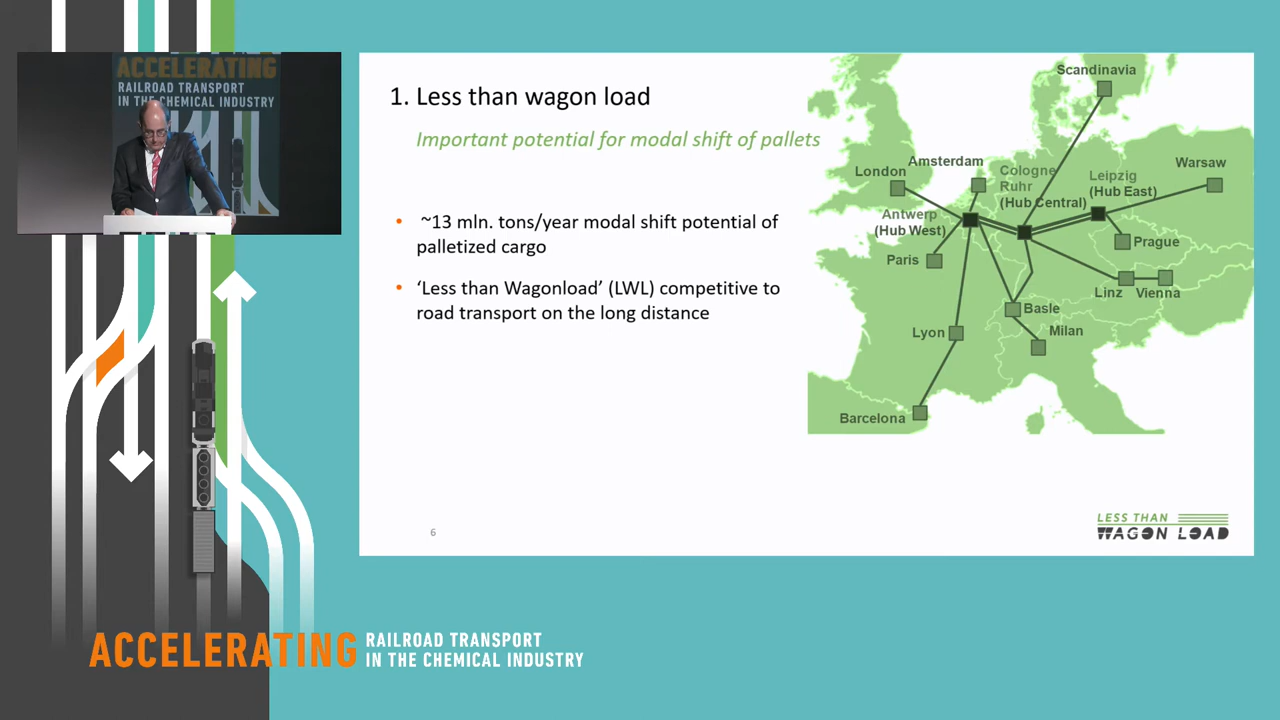 ACCELERATING
RAILROAD TRANSPORT
IN THE CHEMICAL INDUSTRY
1. Less than wagon load
Important potential for modal shift of pallets
• ~13 mln. tons/year modal shift potential of
palletized cargo
• ‘Less than Wagonload’ (LWL) competitive to
road transport on the long distance
Scandinavia
Amsterdam
London
Cologne
Ruhr
(Hub Central)
Leipzig
(Hub East)
Warsaw
Antwerp
(Hub West)
Paris
Prague
Linz
Vienna
Basle
Lyon
Milan
Barcelona
6
LESS THAN
WAGON LOAD
ACCELERATING
RAILROAD TRANSPORT
IN THE CHEMICAL INDUSTRY